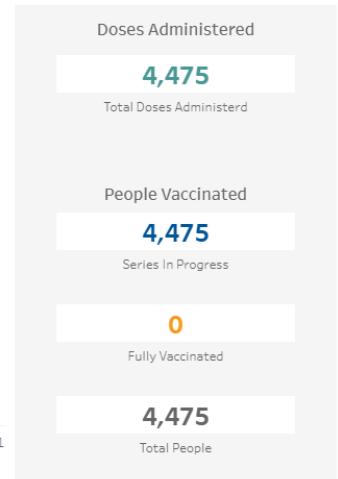 Doses Administered
4,475
Total Doses Administerd
People Vaccinated
4,475
Series In Progress
0
Fully Vaccinated
4,475
Total People
1